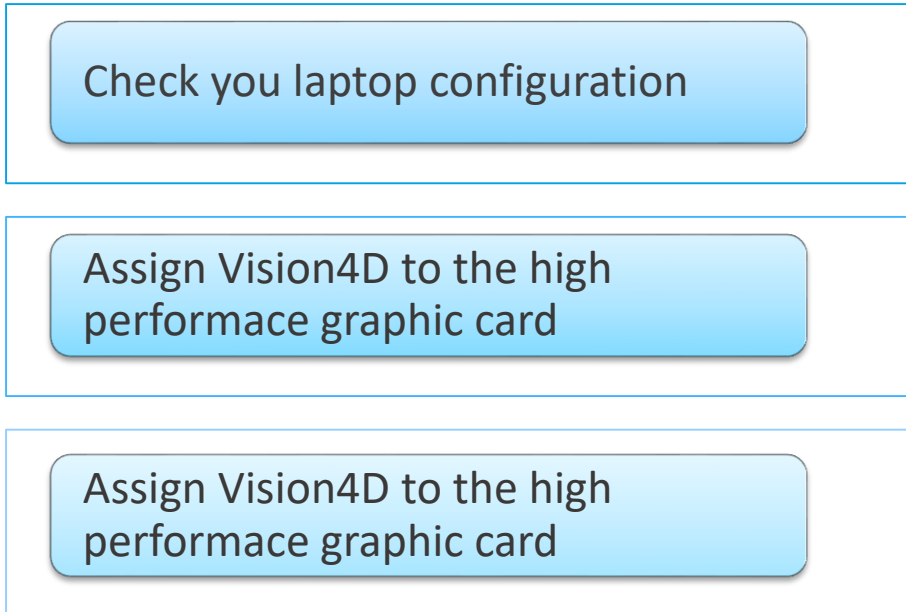 Check you laptop configuration
Assign Vision4D to the high
performace graphic card
Assign Vision4D to the high
performace graphic card